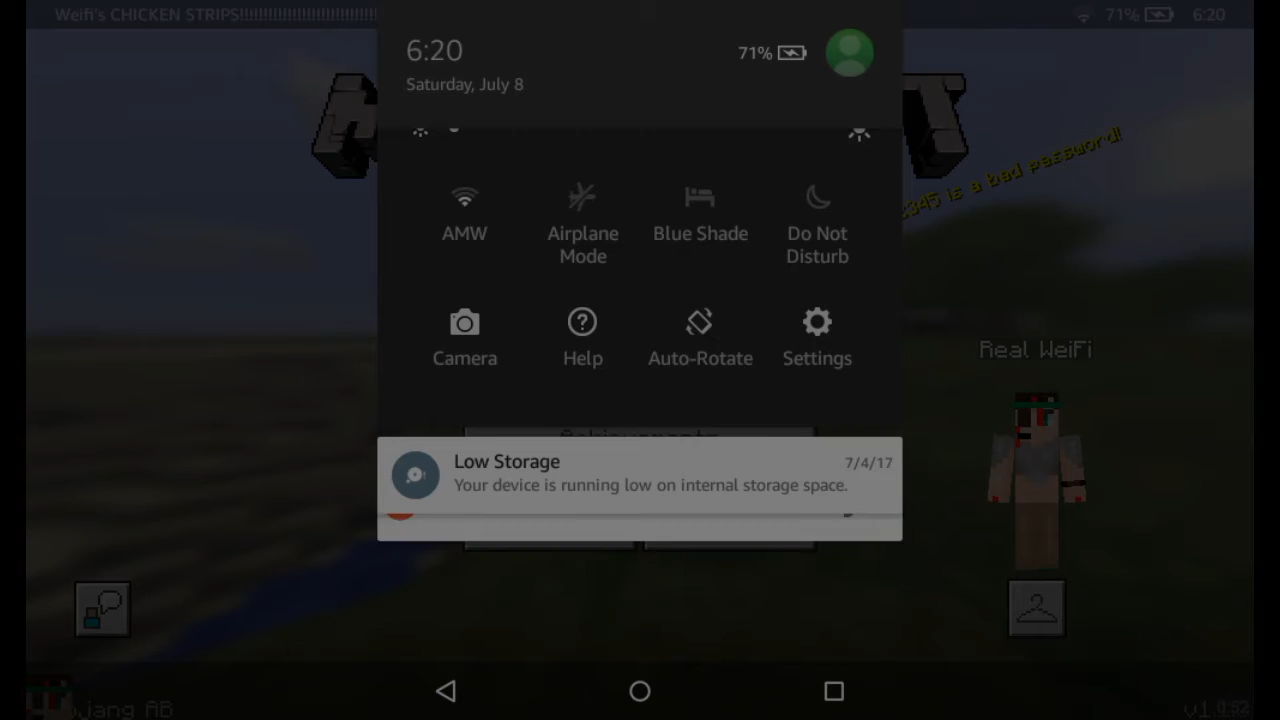 Weifi's CHICKEN STRIPS!!!!!!!!!!!!!!!!!!!!!!!!!!!!
71% 6:20
6:20
71%
Saturday, July 8
is a bad password!
AMW
Airplane Mode
Blue Shade
Do Not Disturb
Camera
Help
Auto-Rotate
Settings
Real WeiFi
Achievements
Low Storage
7/4/17
Your device is running low on internal storage space.
AB